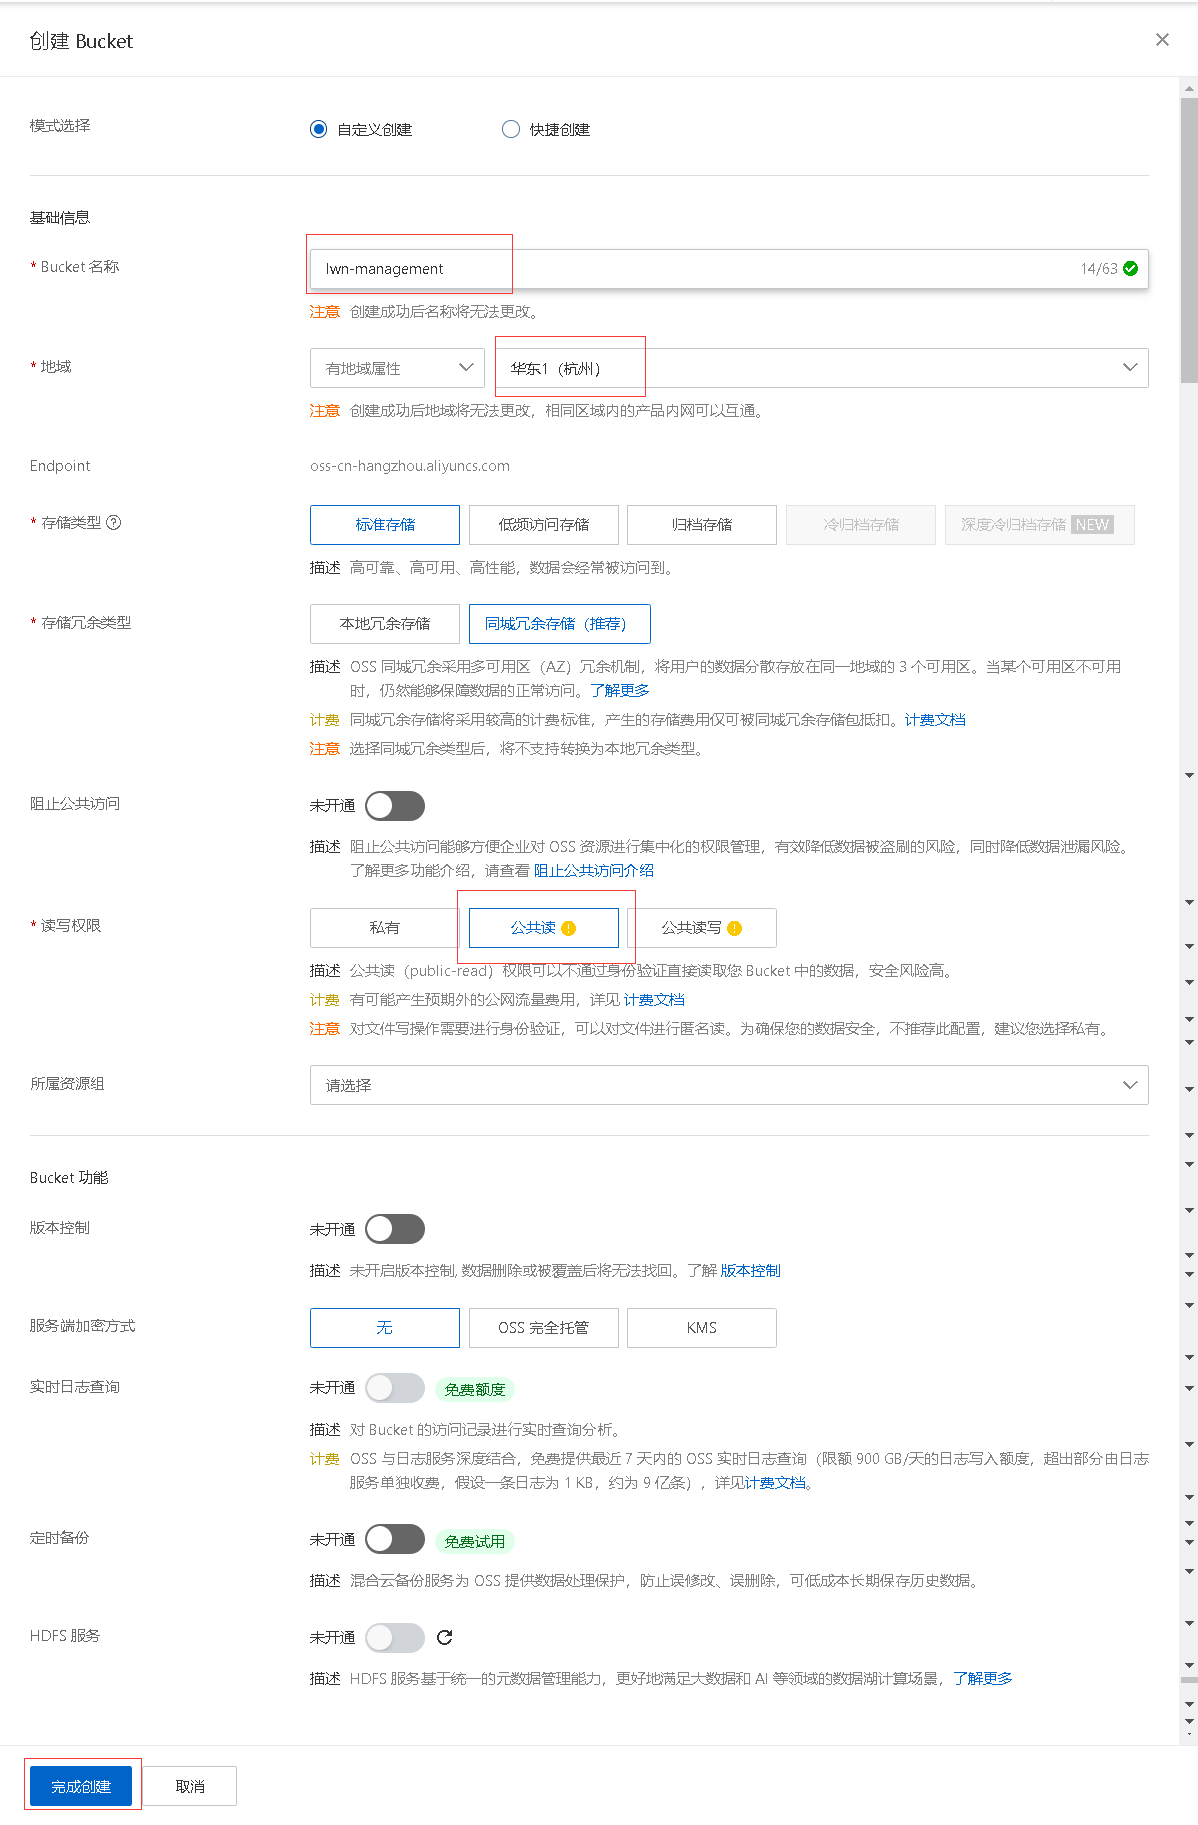 创建 Bucket
模式选择
自定义创建
快捷创建
基础信息
* Bucket 名称
lwn-management
14/63
注意 创建成功后名称将无法更改。
* 地域
有地域属性
华东1（杭州）
注意 创建成功后地域将无法更改，相同区域内的产品内网可以互通。
Endpoint
oss-cn-hangzhou.aliyuncs.com
* 存储类型
标准存储
低频访问存储
归档存储
冷归档存储
深度冷归档存储 NEW
描述 高可靠、高可用、高性能，数据会经常被访问到。
* 存储冗余类型
本地冗余存储
同城冗余存储（推荐）
描述 OSS 同城冗余采用多可用区（AZ）冗余机制，将用户的数据分散存放在同一地域的 3 个可用区。当某个可用区不可用
时，仍然能够保障数据的正常访问。了解更多
计费 同城冗余存储将采用较高的计费标准，产生的存储费用仅可被同城冗余存储包抵扣。计费文档
注意 选择同城冗余类型后，将不支持转换为本地冗余类型。
阻止公共访问
未开通
描述 阻止公共访问能够方便企业对 OSS 资源进行集中化的权限管理，有效降低数据被盗刷的风险，同时降低数据泄漏风险。
了解更多功能介绍，请查看 阻止公共访问介绍
* 读写权限
私有
公共读
公共读写
描述 公共读（public-read）权限可以不通过身份验证直接读取您 Bucket 中的数据，安全风险高。
计费 有可能产生预期外的公网流量费用，详见 计费文档
注意 对文件写操作需要进行身份验证，可以对文件进行匿名读。为确保您的数据安全，不推荐此配置，建议您选择私有。
所属资源组
请选择
Bucket 功能
版本控制
未开通
描述 未开启版本控制, 数据删除或被覆盖后将无法找回。了解 版本控制
服务端加密方式
无
OSS 完全托管
KMS
实时日志查询
未开通
免费额度
描述 对 Bucket 的访问记录进行实时查询分析。
计费 OSS 与日志服务深度结合，免费提供最近 7 天内的 OSS 实时日志查询（限额 900 GB/天的日志写入额度，超出部分由日志
服务单独收费，假设一条日志为 1 KB，约为 9 亿条），详见计费文档。
定时备份
未开通
免费试用
描述 混合云备份服务为 OSS 提供数据处理保护，防止误修改、误删除，可低成本长期保存历史数据。
HDFS 服务
未开通
描述 HDFS 服务基于统一的元数据管理能力，更好地满足大数据和 AI 等领域的数据湖计算场景，了解更多
完成创建
取消